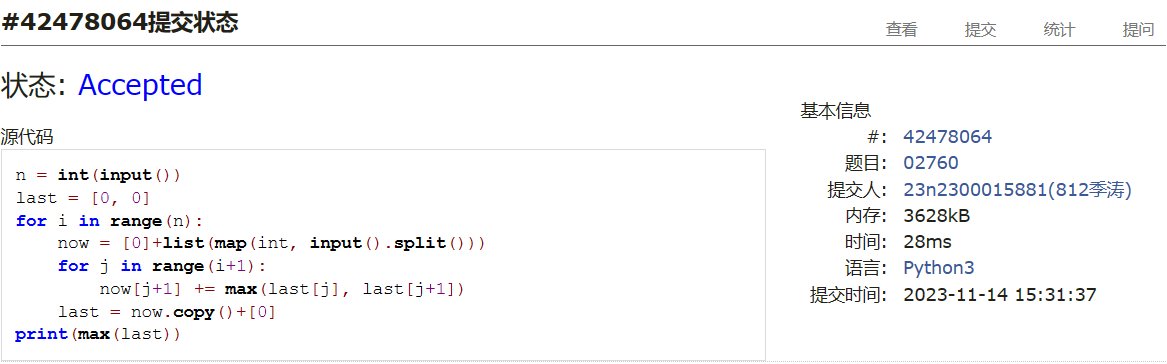 #42478064提交状态
查看 提交 统计 提问
状态: Accepted
源代码
n = int(input())
last = [0, 0]
for i in range(n):
    now = [0]+list(map(int, input().split()))
    for j in range(i+1):
        now[j+1] += max(last[j], last[j+1])
    last = now.copy()+[0]
print(max(last))
基本信息
#: 42478064
题目: 02760
提交人: 23n2300015881(812季涛)
内存: 3628kB
时间: 28ms
语言: Python3
提交时间: 2023-11-14 15:31:37